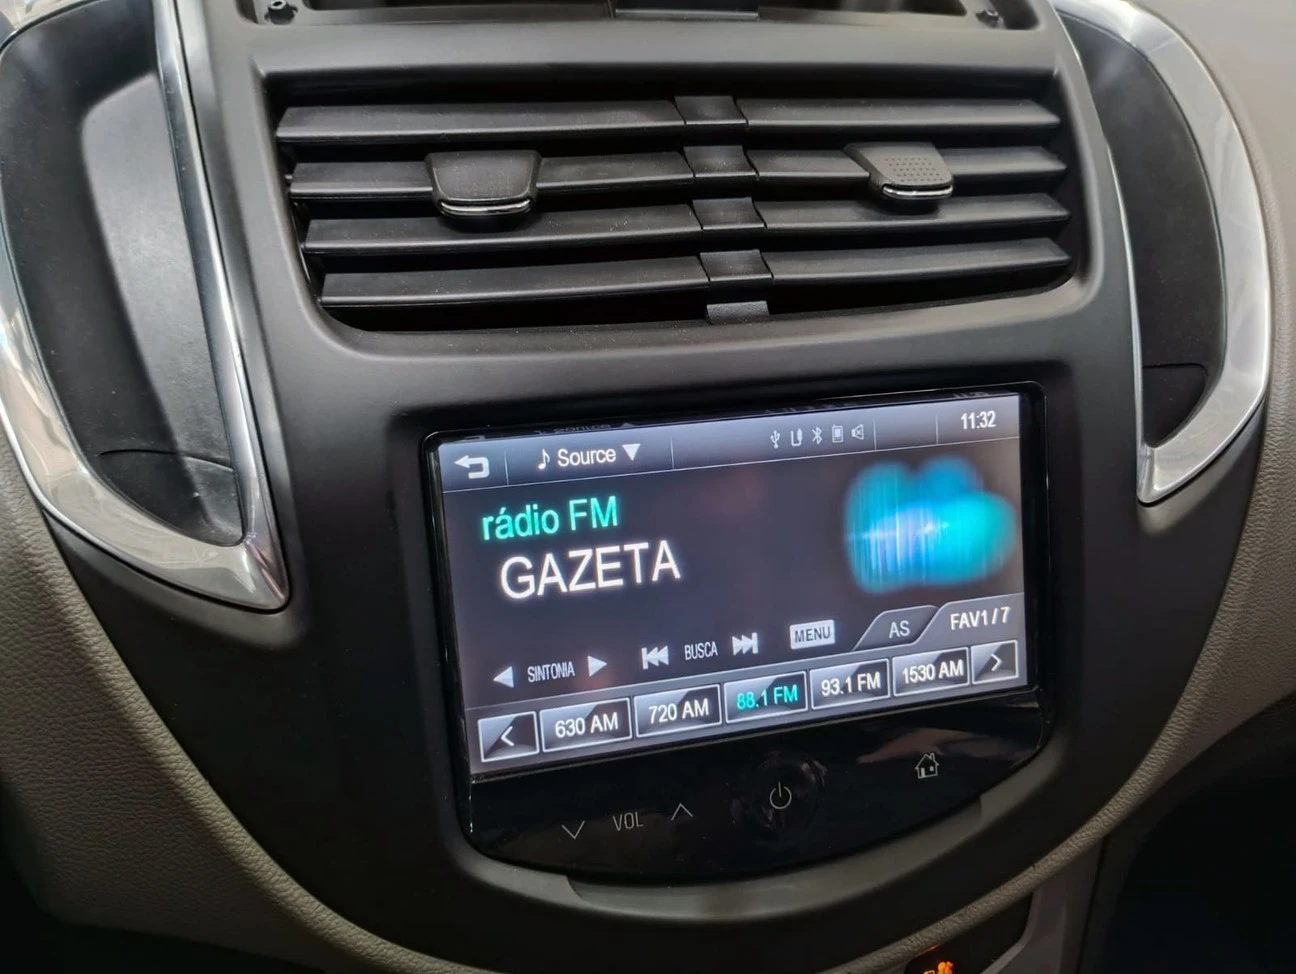 Source 11:32
rádio FM
GAZETA
SINTONIA BUSCA MENU AS FAV1/7
630 AM 720 AM 88.1 FM 93.1 FM 1530 AM
VOL